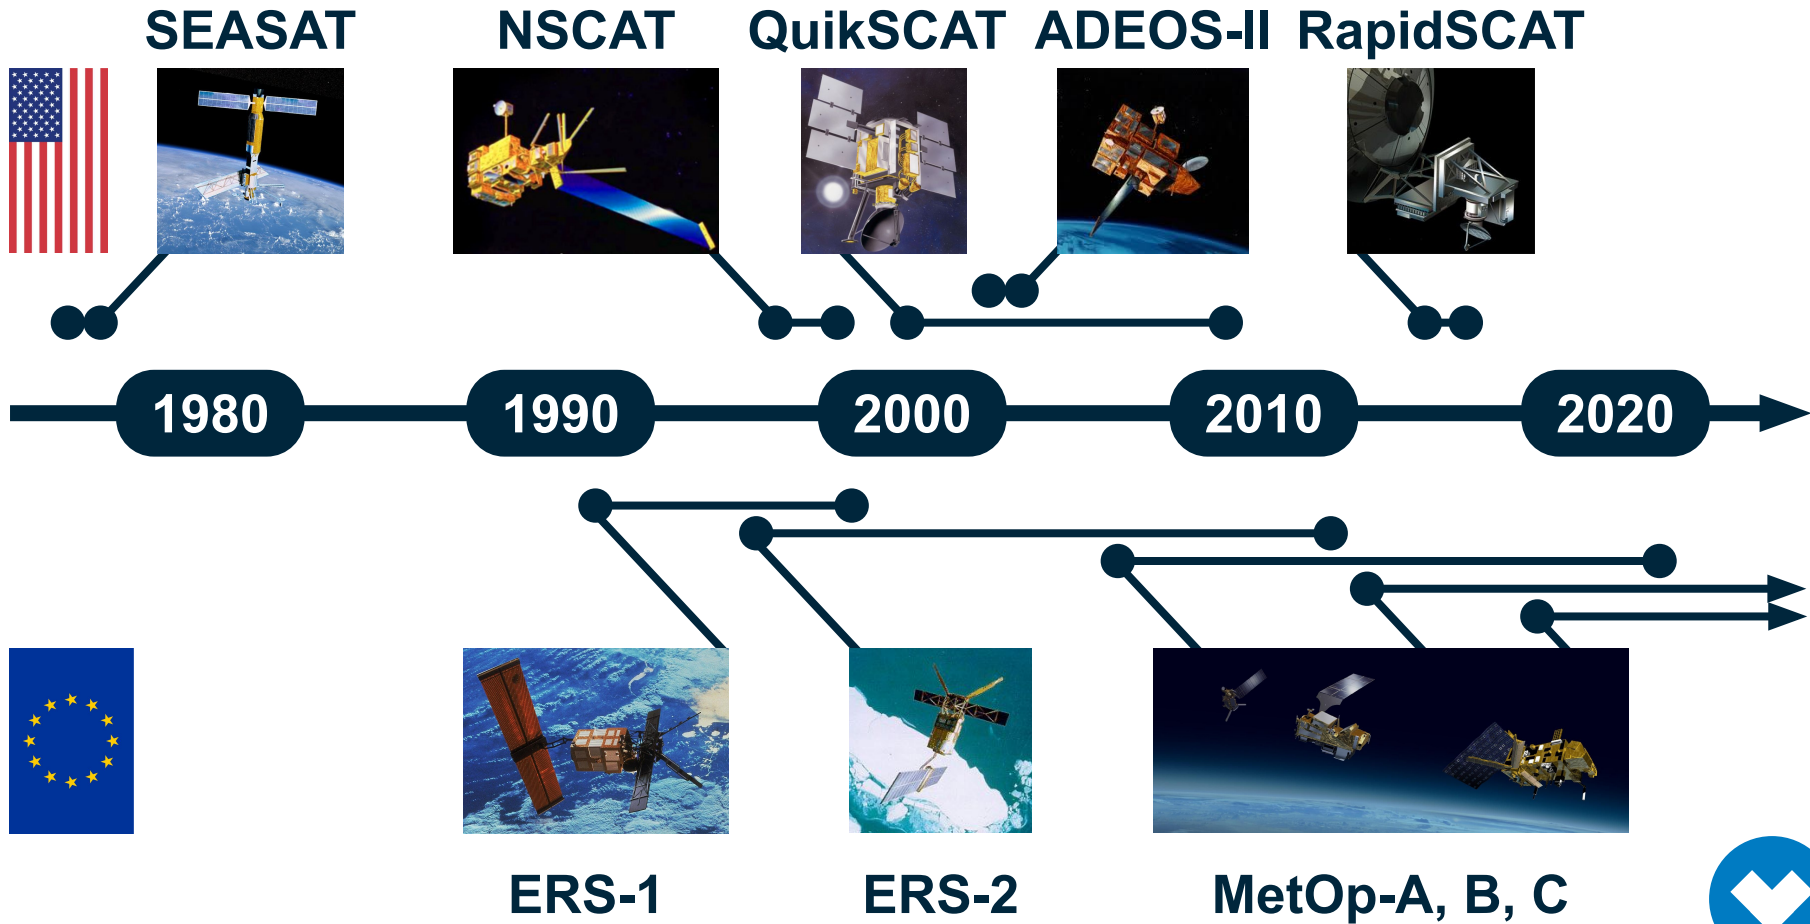 SEASAT NSCAT QuikSCAT ADEOS-II RapidSCAT
1980 1990 2000 2010 2020
ERS-1 ERS-2 MetOp-A, B, C